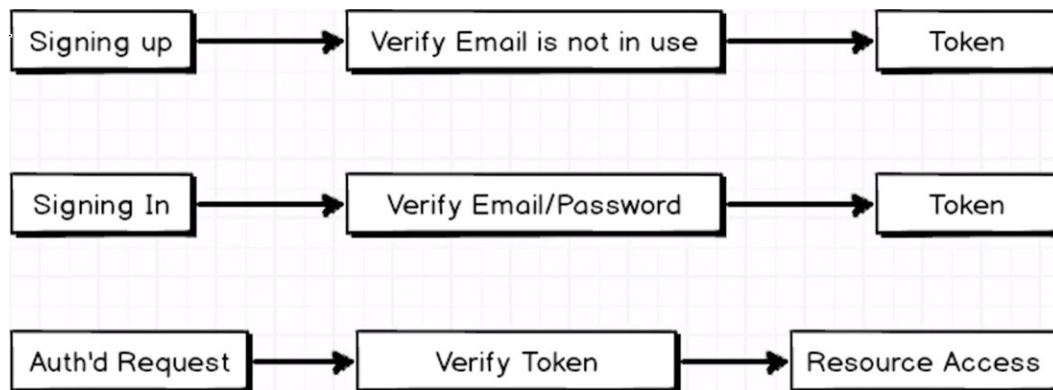 Signing up
Verify Email is not in use
Token
Signing In
Verify Email/Password
Token
Auth'd Request
Verify Token
Resource Access